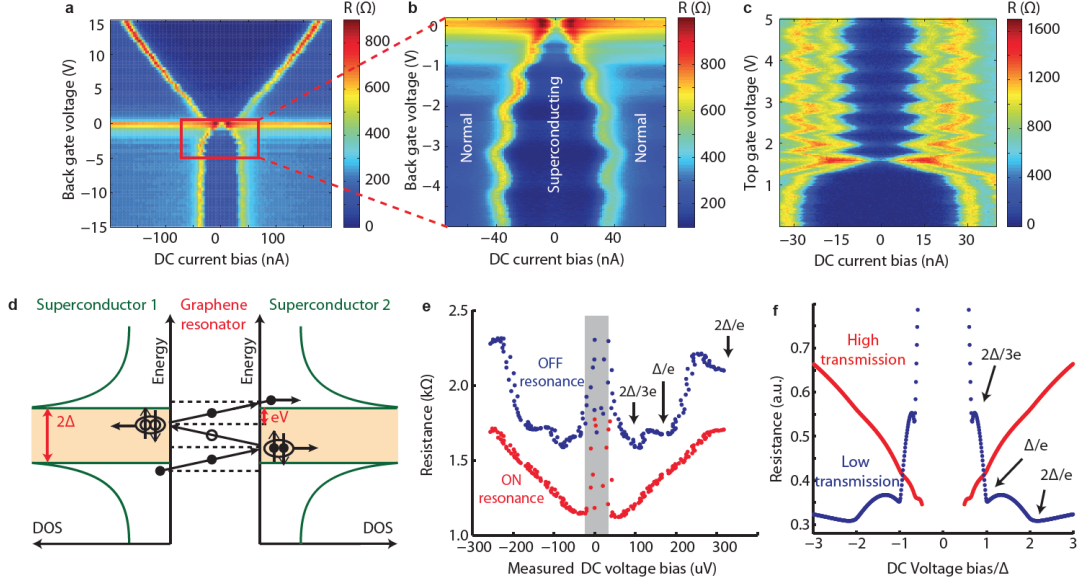 a
R (Ω)
15
10
5
0
−5
−10
15
Back gate voltage (V)
−100
0
100
DC current bias (nA)
800
600
400
200
0
b
R (Ω)
0
−1
−2
−3
−4
Back gate voltage (V)
Normal
Superconducting
Normal
−40
0
40
DC current bias (nA)
800
600
400
200
c
R (Ω)
5
4
3
2
1
Top gate voltage (V)
−35
−15
0
15
35
DC current bias (nA)
1600
1200
800
400
0
d
Superconductor 1
Graphene
resonator
Superconductor 2
Energy
Energy
2Δ
eV
DOS
DOS
e
2.5
2.0
1.5
1.0
Resistance (kΩ)
OFF
resonance
ON
resonance
2Δ/3e
Δ/e
2Δ/e
−300
−200
−100
0
100
200
300
Measured DC voltage bias (uV)
f
0.7
0.6
0.5
0.4
0.3
Resistance (a.u.)
High
transmission
Low
transmission
2Δ/3e
Δ/e
2Δ/e
−3
−2
−1
0
1
2
3
DC Voltage bias/Δ